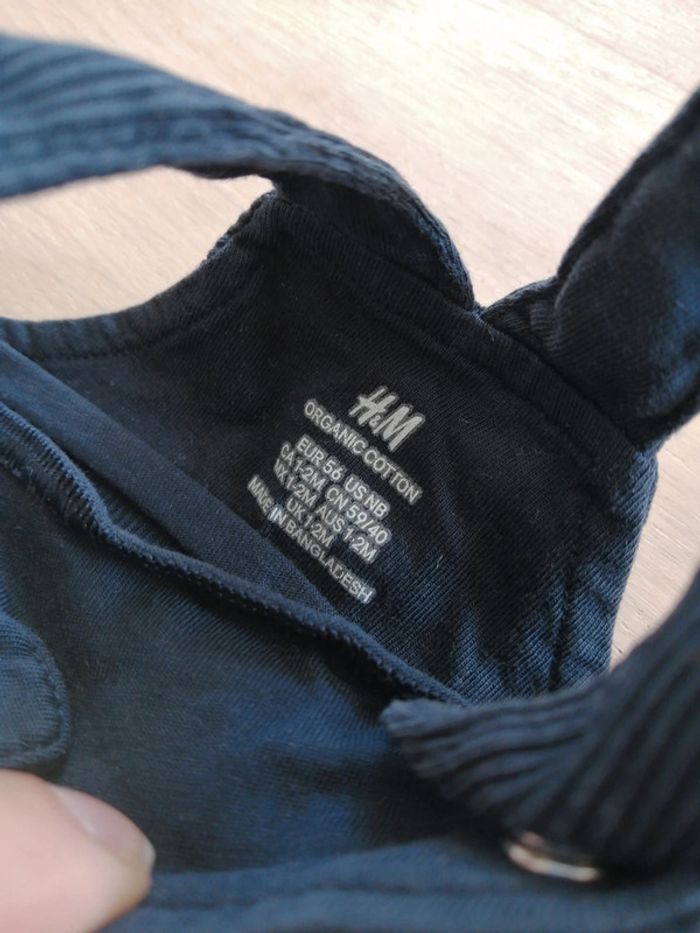 H&M
ORGANIC COTTON
EUR 56 US NB
CA 1-2M CN 59/40
MX 1-2M AUS 1-2M
UK 1-2M
MADE IN BANGLADESH